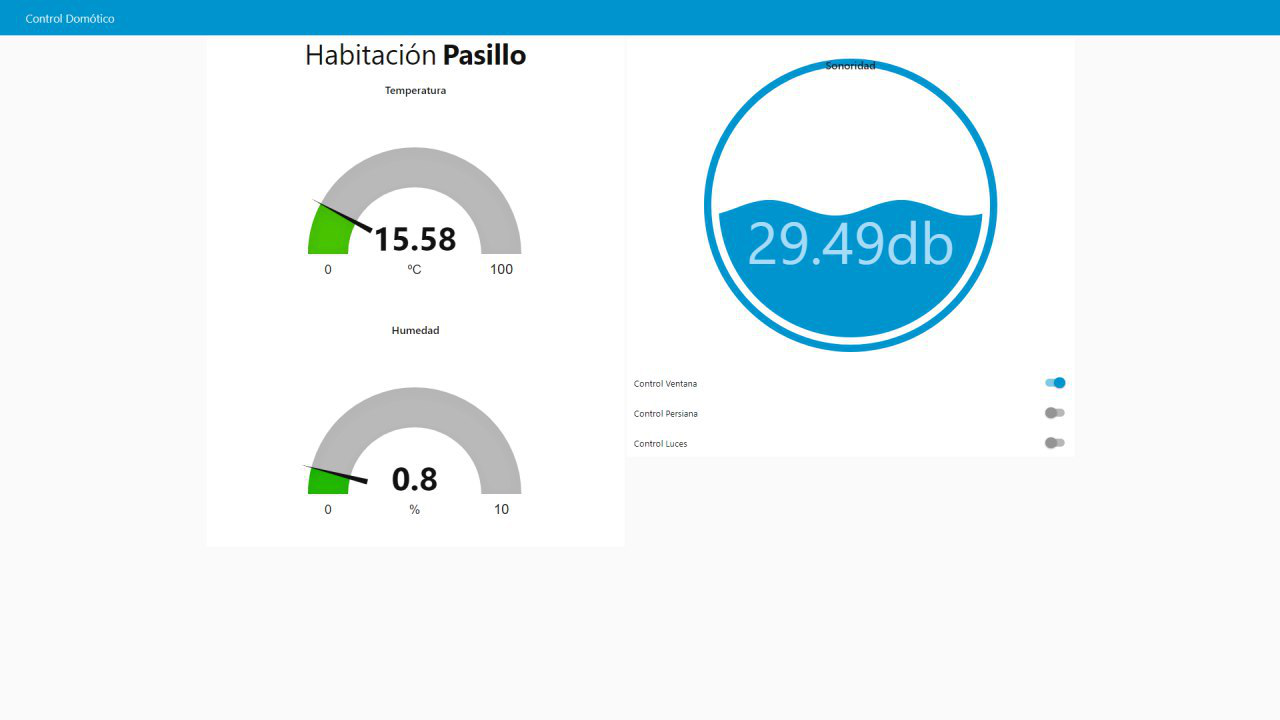 Control Domótico
Habitación Pasillo
Temperatura
15.58
0
ºC
100
Humedad
0.8
0
%
10
Sonoridad
29.49db
Control Ventana
Control Persiana
Control Luces